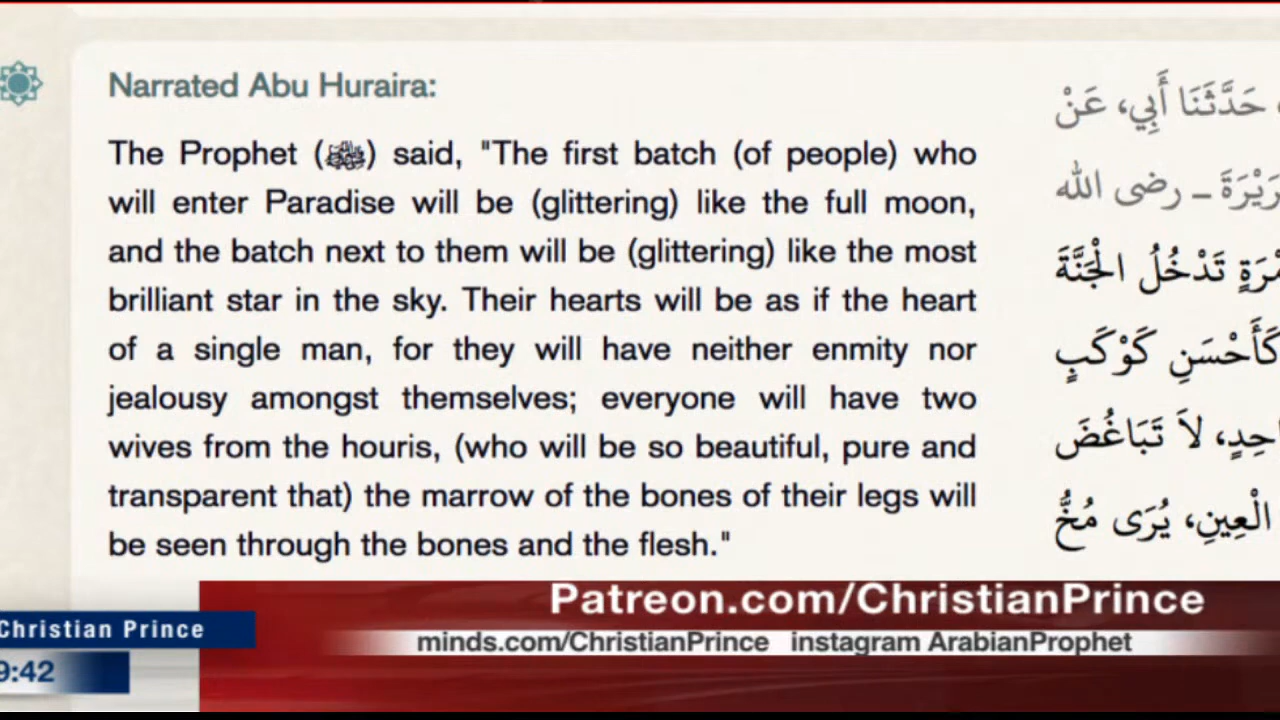 Narrated Abu Huraira:
The Prophet (ﷺ) said, "The first batch (of people) who
will enter Paradise will be (glittering) like the full moon,
and the batch next to them will be (glittering) like the most
brilliant star in the sky. Their hearts will be as if the heart
of a single man, for they will have neither enmity nor
jealousy amongst themselves; everyone will have two
wives from the houris, (who will be so beautiful, pure and
transparent that) the marrow of the bones of their legs will
be seen through the bones and the flesh."
حَدَّثَنَا أَبِي، عَنْ
رضى الله
تَدْخُلُ الْجَنَّةَ
كَأَحْسَنِ كَوْكَبٍ
لاَ تَبَاغُضَ
الْعِينِ، يُرَى مُخُّ
Patreon.com/ChristianPrince
Christian Prince
minds.com/ChristianPrince instagram ArabianProphet
9:42